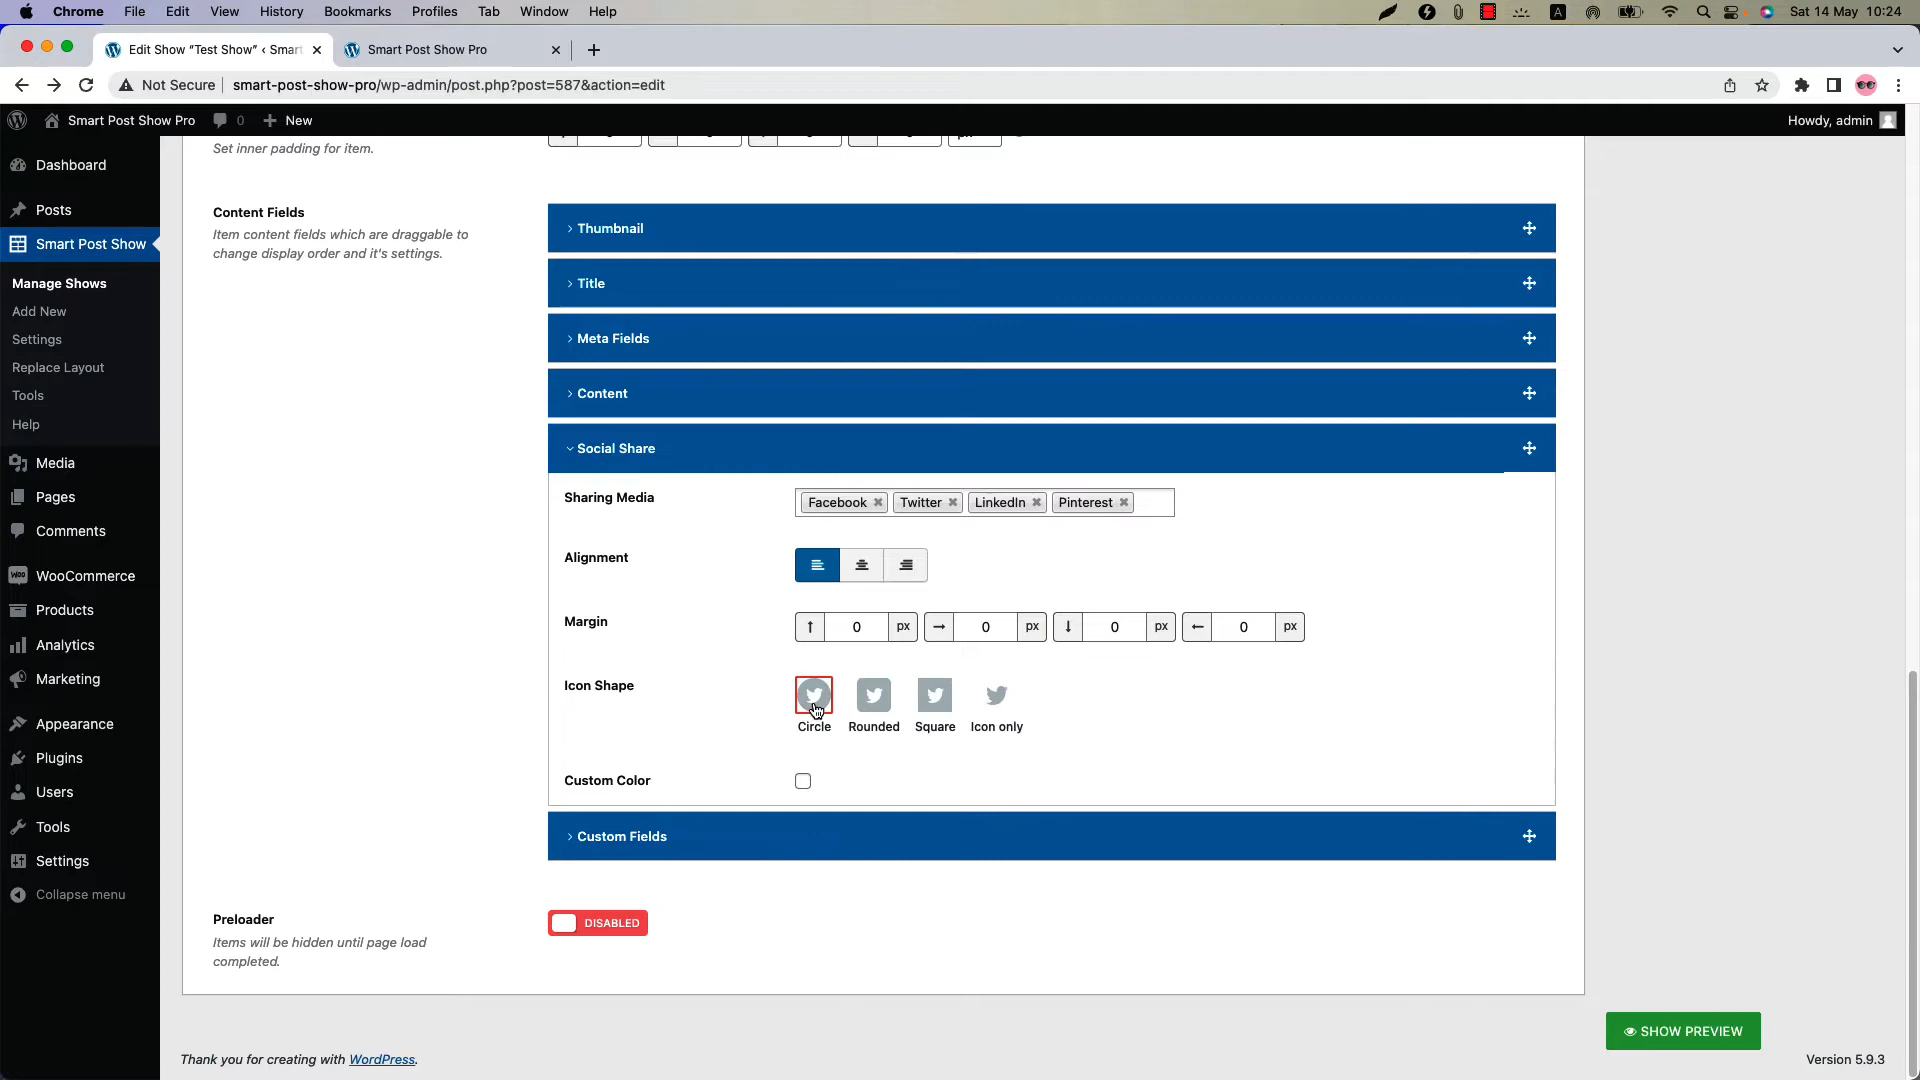 Chrome File Edit View History Bookmarks Profiles Tab Window Help A Sat 14 May 10:24
Edit Show “Test Show” ‹ Smart Smart Post Show Pro
Not Secure smart-post-show-pro/wp-admin/post.php?post=587&action=edit
Smart Post Show Pro 0 New Howdy, admin
Dashboard
Posts
Smart Post Show
Manage Shows
Add New
Settings
Replace Layout
Tools
Help
Media
Pages
Comments
WooCommerce
Products
Analytics
Marketing
Appearance
Plugins
Users
Tools
Settings
Collapse menu
Set inner padding for item.
Content Fields
Item content fields which are draggable to
change display order and it's settings.
Thumbnail
Title
Meta Fields
Content
Social Share
Sharing Media Facebook Twitter LinkedIn Pinterest
Alignment
Margin 0 px 0 px 0 px 0 px
Icon Shape
Circle Rounded Square Icon only
Custom Color
Custom Fields
Preloader DISABLED
Items will be hidden until page load
completed.
SHOW PREVIEW
Thank you for creating with WordPress. Version 5.9.3